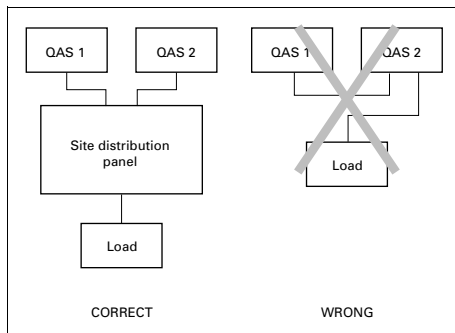 QAS 1
QAS 2
Site distribution
panel
Load
CORRECT
QAS 1
QAS 2
Load
WRONG